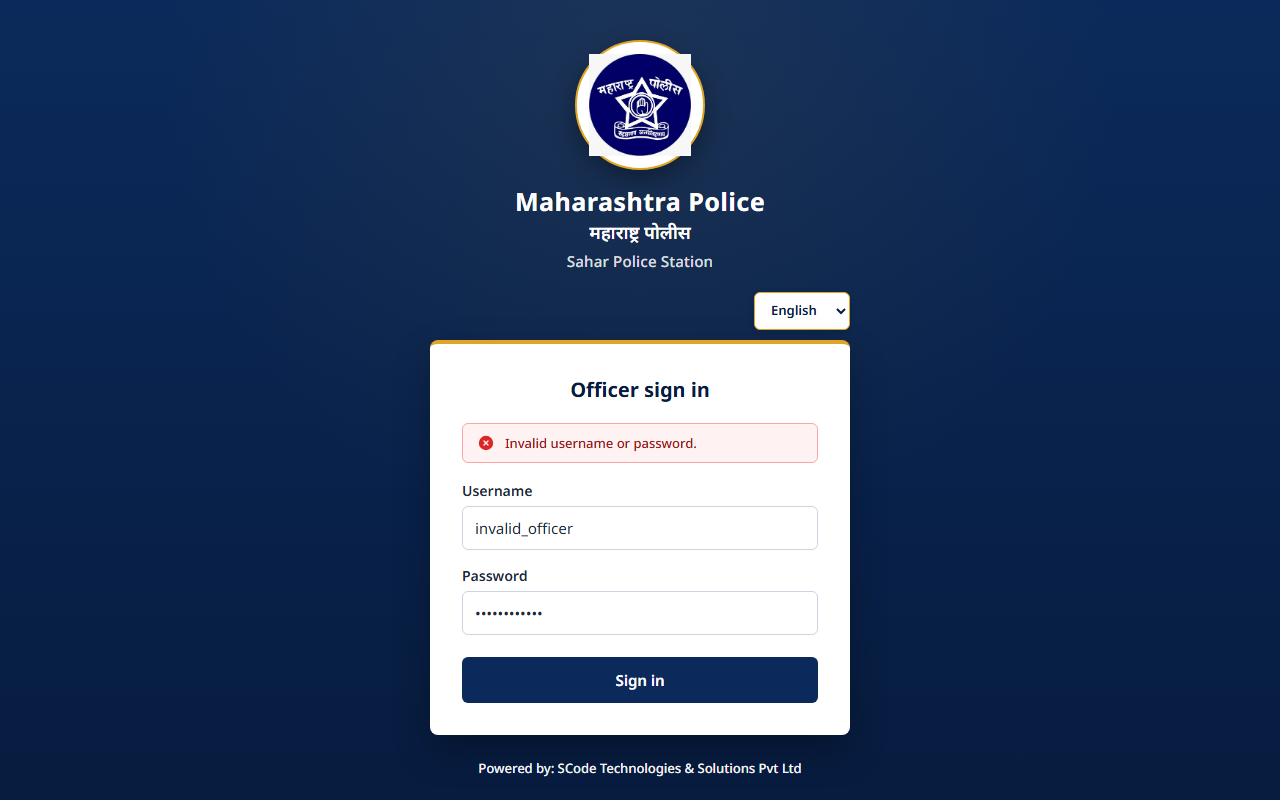 महाराष्ट्र पोलीस
Maharashtra Police
महाराष्ट्र पोलीस
Sahar Police Station
English
Officer sign in
Invalid username or password.
Username
invalid_officer
Password
••••••••••••
Sign in
Powered by: SCode Technologies & Solutions Pvt Ltd